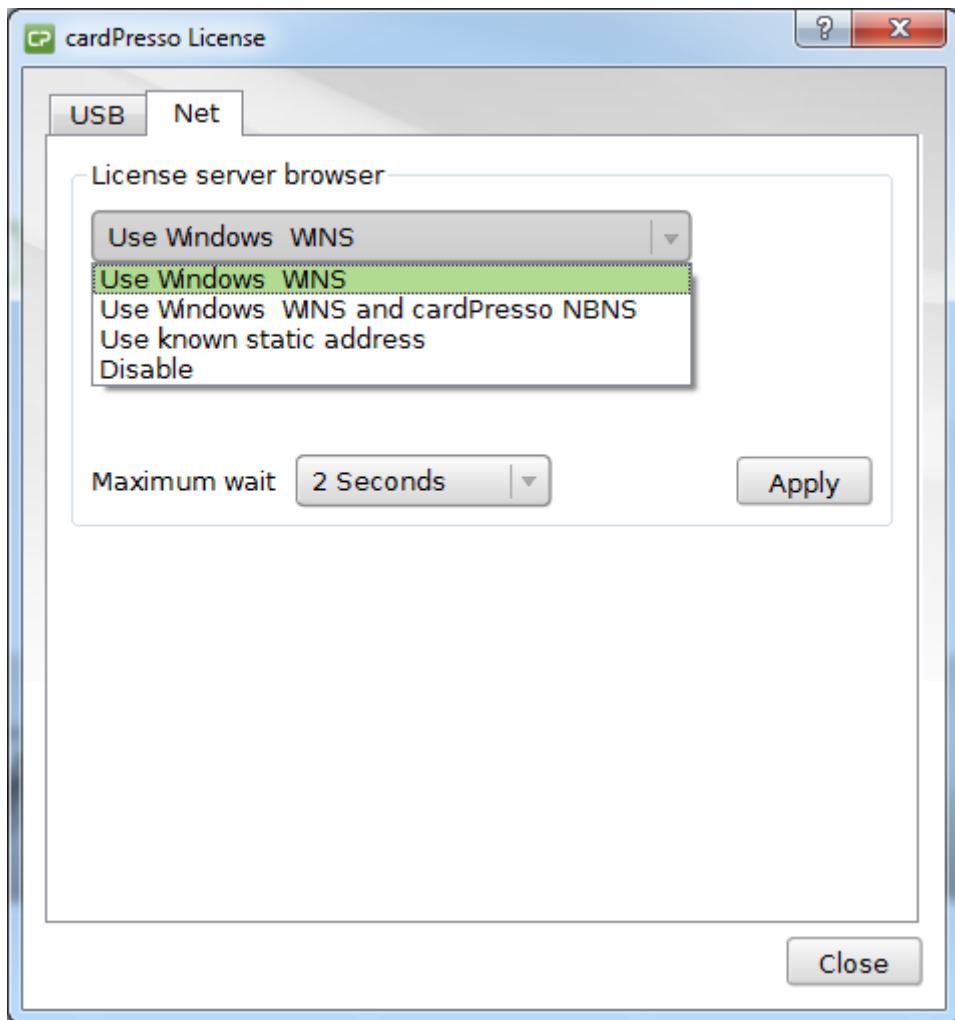 CP cardPresso License
? X
USB Net
License server browser
Use Windows  WINS
Use Windows  WINS
Use Windows  WINS and cardPresso NBNS
Use known static address
Disable
Maximum wait 2 Seconds Apply
Close